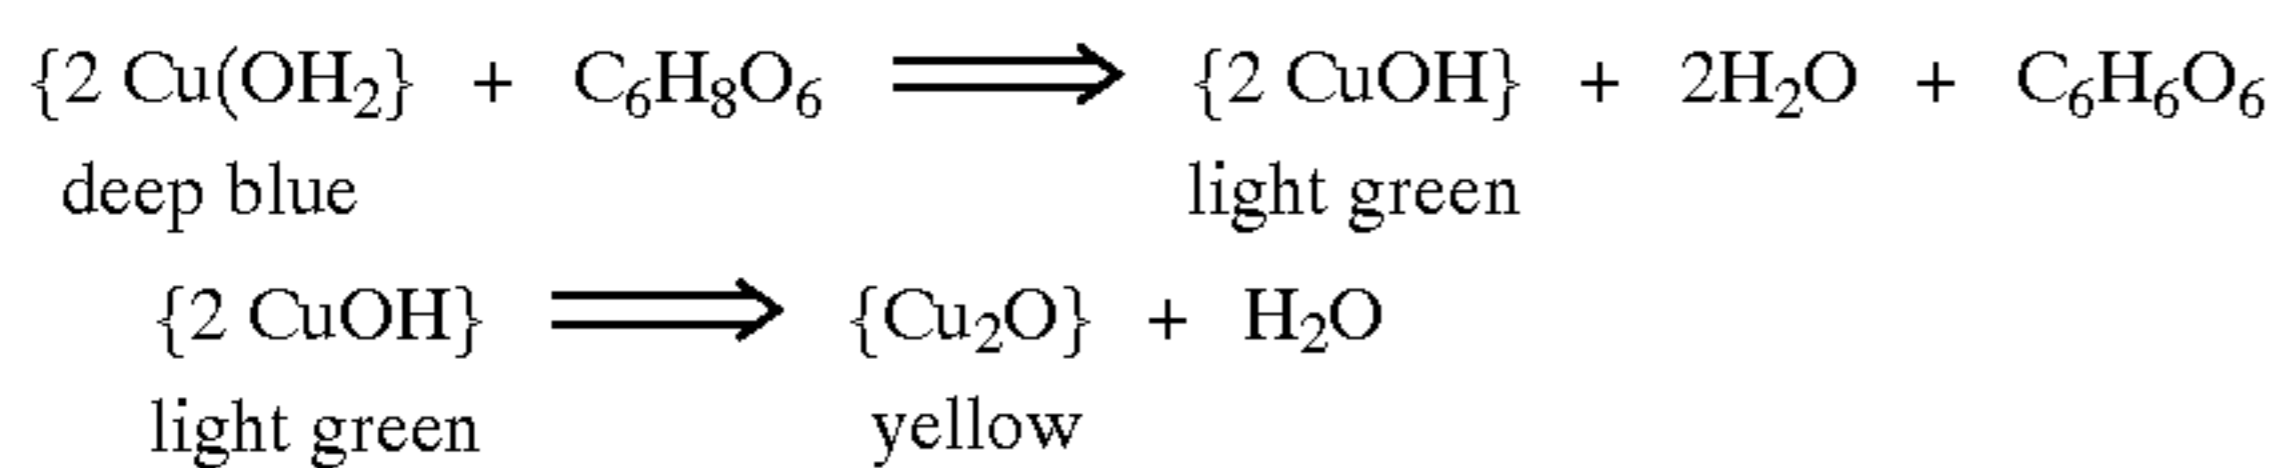 {2 Cu(OH₂} + C₆H₈O₆ ⟹ {2 CuOH} + 2H₂O + C₆H₆O₆
deep blue light green
{2 CuOH} ⟹ {Cu₂O} + H₂O
light green yellow